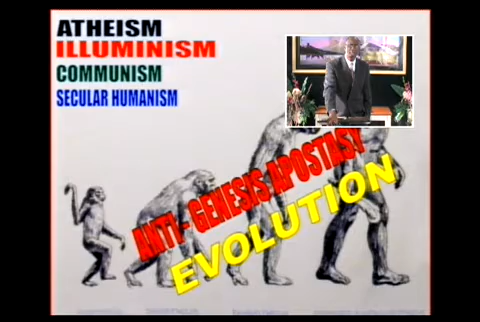 ATHEISM
ILLUMINISM
COMMUNISM
SECULAR HUMANISM
ANTI-GENESIS APOSTASY
EVOLUTION